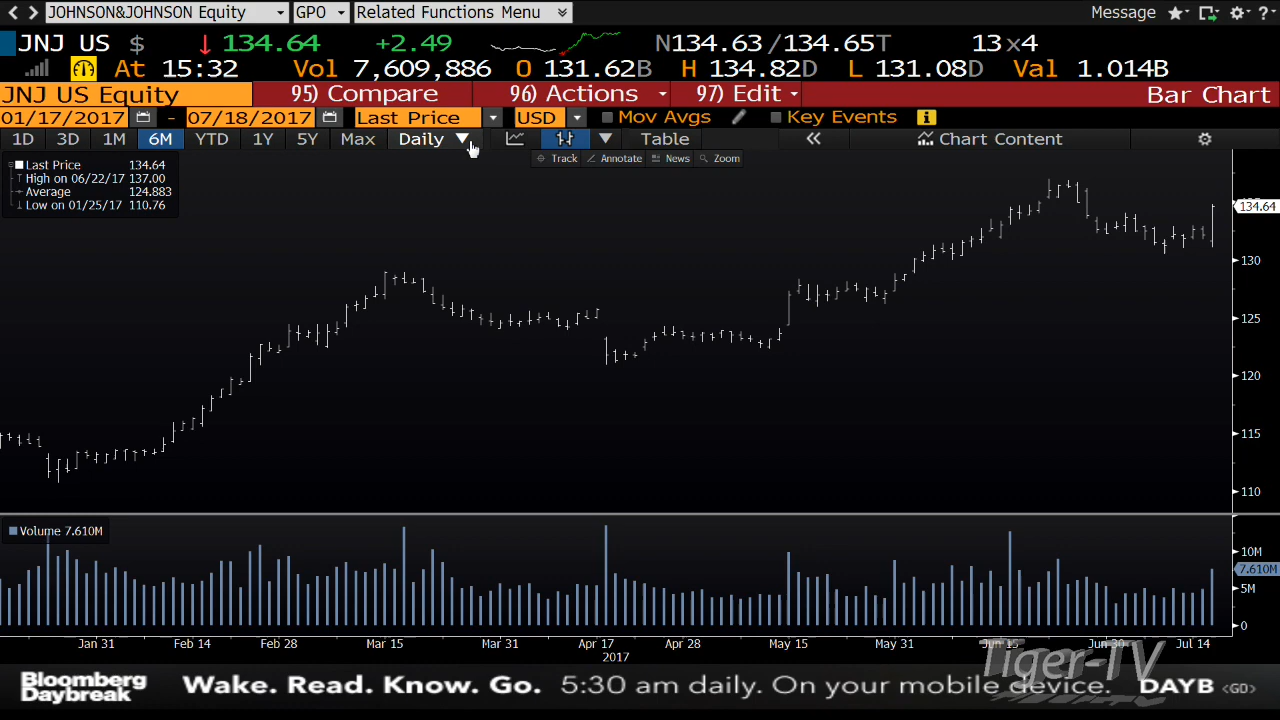 JOHNSON&JOHNSON Equity GPO Related Functions Menu Message ?
JNJ US $ ↓ 134.64 +2.49 N134.63 /134.65T 13x4
At 15:32 Vol 7,609,886 O 131.62B H 134.82D L 131.08D Val 1.014B
JNJ US Equity 95) Compare 96) Actions 97) Edit Bar Chart
01/17/2017 - 07/18/2017 Last Price USD Mov Avgs Key Events i
1D 3D 1M 6M YTD 1Y 5Y Max Daily ▼ Table « Chart Content
Track Annotate News Zoom
Last Price 134.64
High on 06/22/17 137.00
Average 124.883
Low on 01/25/17 110.76
134.64
130
125
120
115
110
Volume 7.610M
10M
7.610M
5M
0
Jan 31 Feb 14 Feb 28 Mar 15 Mar 31 Apr 17 Apr 28 May 15 May 31 Jun 15 Jun 30 Jul 14
2017
Tiger-TV
Bloomberg
Daybreak
Wake. Read. Know. Go. 5:30 am daily. On your mobile device. DAYB <GO>